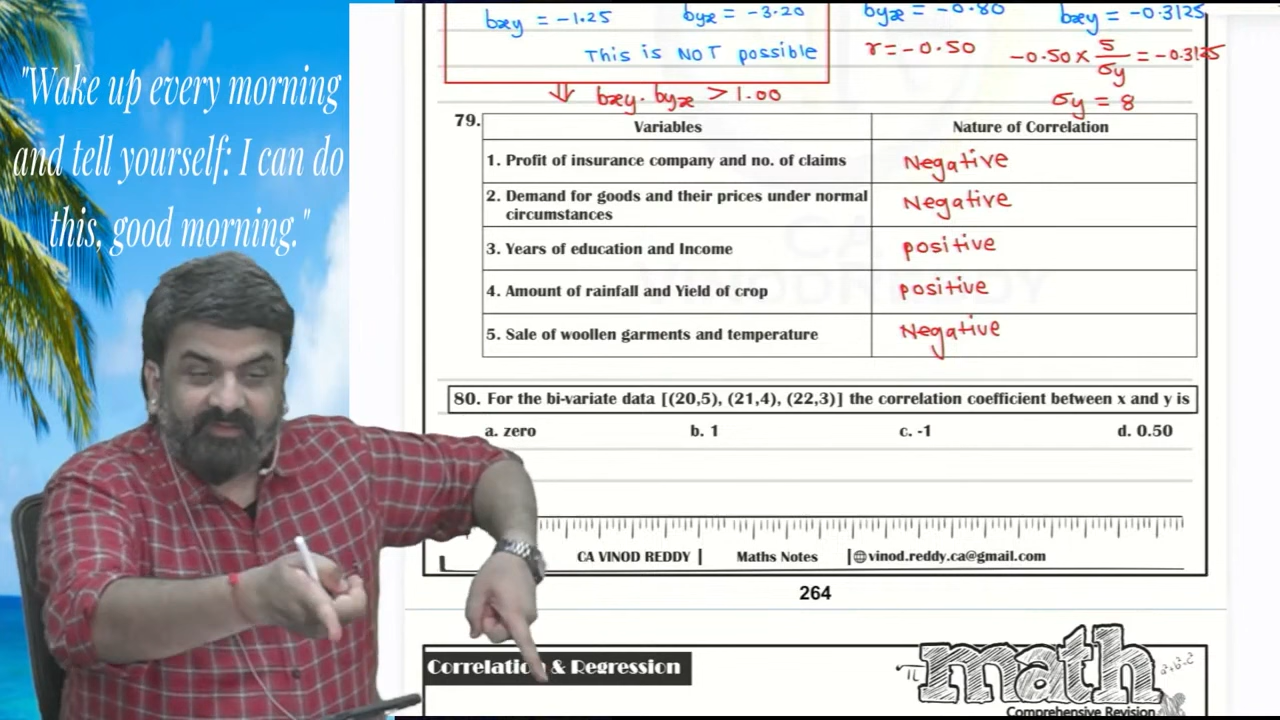 "Wake up every morning
and tell yourself: I can do
this, good morning."
bxy = -1.25 byx = -3.20 byx = -0.80 bxy = -0.3125
This is NOT possible r = -0.50 -0.50 × 5/σy = -0.3125
⇓ bxy. byx > 1.00 σy = 8
79. Variables Nature of Correlation
1. Profit of insurance company and no. of claims Negative
2. Demand for goods and their prices under normal
circumstances Negative
3. Years of education and Income positive
4. Amount of rainfall and Yield of crop positive
5. Sale of woollen garments and temperature Negative
CA
VINOD REDDY
80. For the bi-variate data [(20,5), (21,4), (22,3)] the correlation coefficient between x and y is
a. zero b. 1 c. -1 d. 0.50
CA VINOD REDDY | Maths Notes | vinod.reddy.ca@gmail.com
264
Correlation & Regression π math
Comprehensive Revision